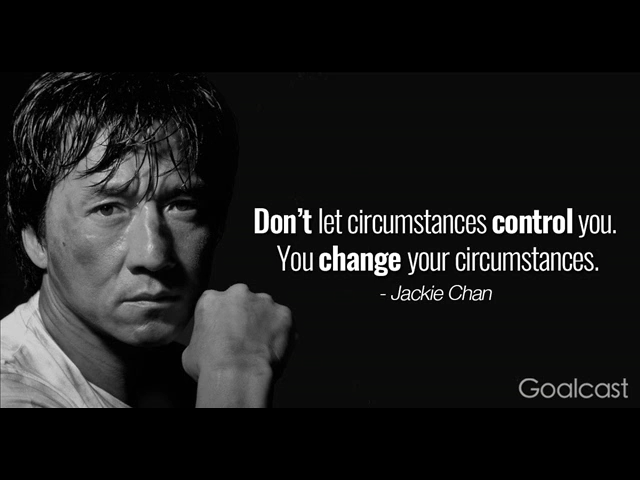 Don't let circumstances control you.
You change your circumstances.
- Jackie Chan
Goalcast